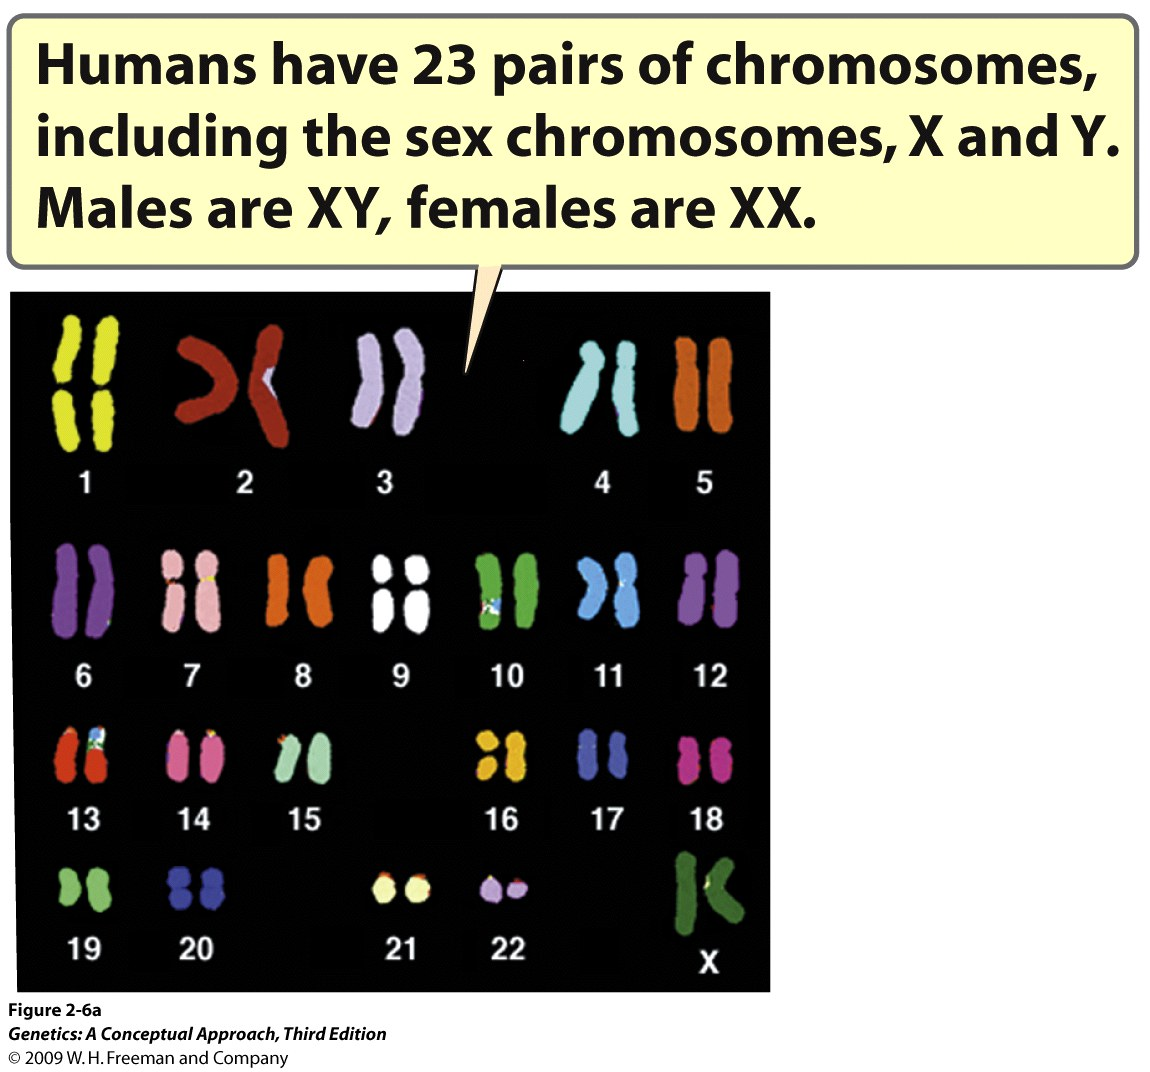 Humans have 23 pairs of chromosomes,
including the sex chromosomes, X and Y.
Males are XY, females are XX.
1 2 3 4 5
6 7 8 9 10 11 12
13 14 15 16 17 18
19 20 21 22 X
Figure 2-6a
Genetics: A Conceptual Approach, Third Edition
© 2009 W. H. Freeman and Company